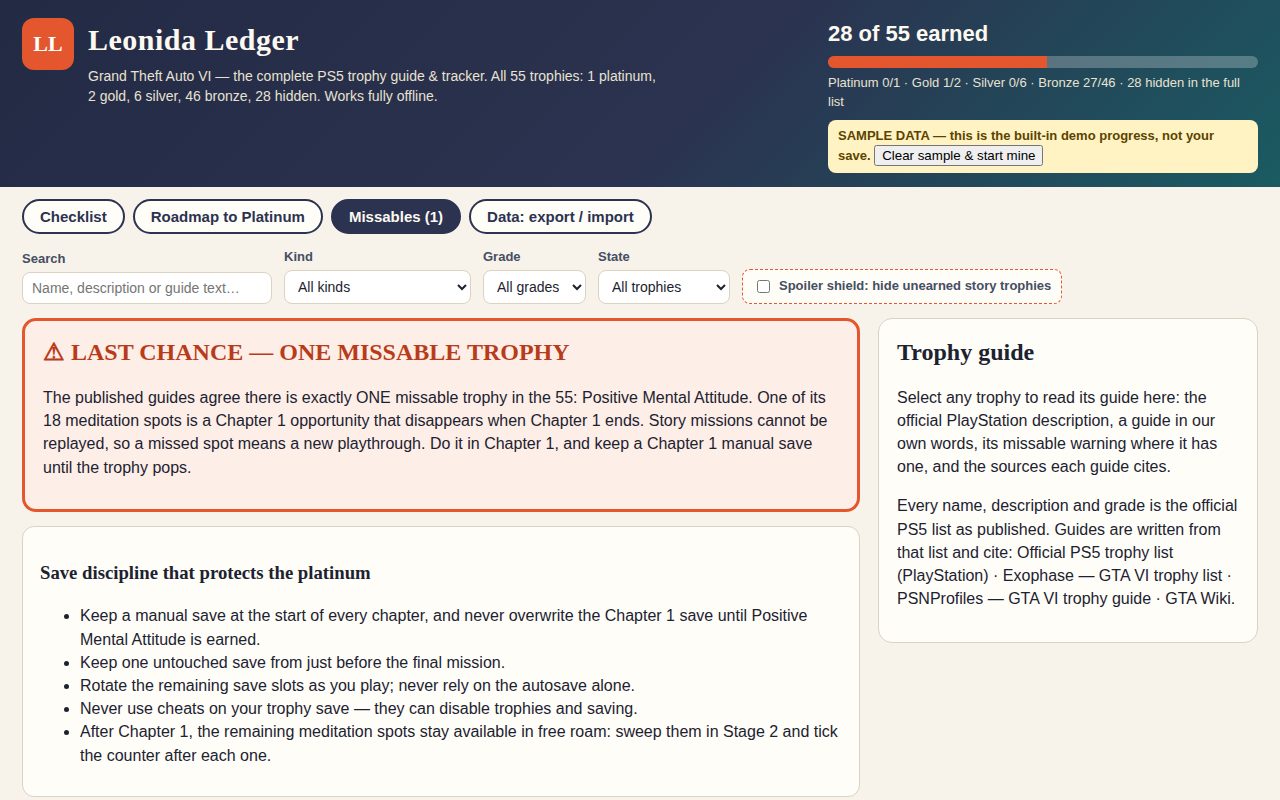 LL
Leonida Ledger
Grand Theft Auto VI — the complete PS5 trophy guide & tracker. All 55 trophies: 1 platinum,
2 gold, 6 silver, 46 bronze, 28 hidden. Works fully offline.
28 of 55 earned
Platinum 0/1 · Gold 1/2 · Silver 0/6 · Bronze 27/46 · 28 hidden in the full
list
SAMPLE DATA — this is the built-in demo progress, not your
save. Clear sample & start mine
Checklist
Roadmap to Platinum
Missables (1)
Data: export / import
Search
Name, description or guide text…
Kind
All kinds
Grade
All grades
State
All trophies
Spoiler shield: hide unearned story trophies
⚠ LAST CHANCE — ONE MISSABLE TROPHY
The published guides agree there is exactly ONE missable trophy in the 55: Positive Mental Attitude. One of its
18 meditation spots is a Chapter 1 opportunity that disappears when Chapter 1 ends. Story missions cannot be
replayed, so a missed spot means a new playthrough. Do it in Chapter 1, and keep a Chapter 1 manual save
until the trophy pops.
Save discipline that protects the platinum
• Keep a manual save at the start of every chapter, and never overwrite the Chapter 1 save until Positive
Mental Attitude is earned.
• Keep one untouched save from just before the final mission.
• Rotate the remaining save slots as you play; never rely on the autosave alone.
• Never use cheats on your trophy save — they can disable trophies and saving.
• After Chapter 1, the remaining meditation spots stay available in free roam: sweep them in Stage 2 and tick
the counter after each one.
Trophy guide
Select any trophy to read its guide here: the
official PlayStation description, a guide in our
own words, its missable warning where it has
one, and the sources each guide cites.
Every name, description and grade is the official
PS5 list as published. Guides are written from
that list and cite: Official PS5 trophy list
(PlayStation) · Exophase — GTA VI trophy list ·
PSNProfiles — GTA VI trophy guide · GTA Wiki.